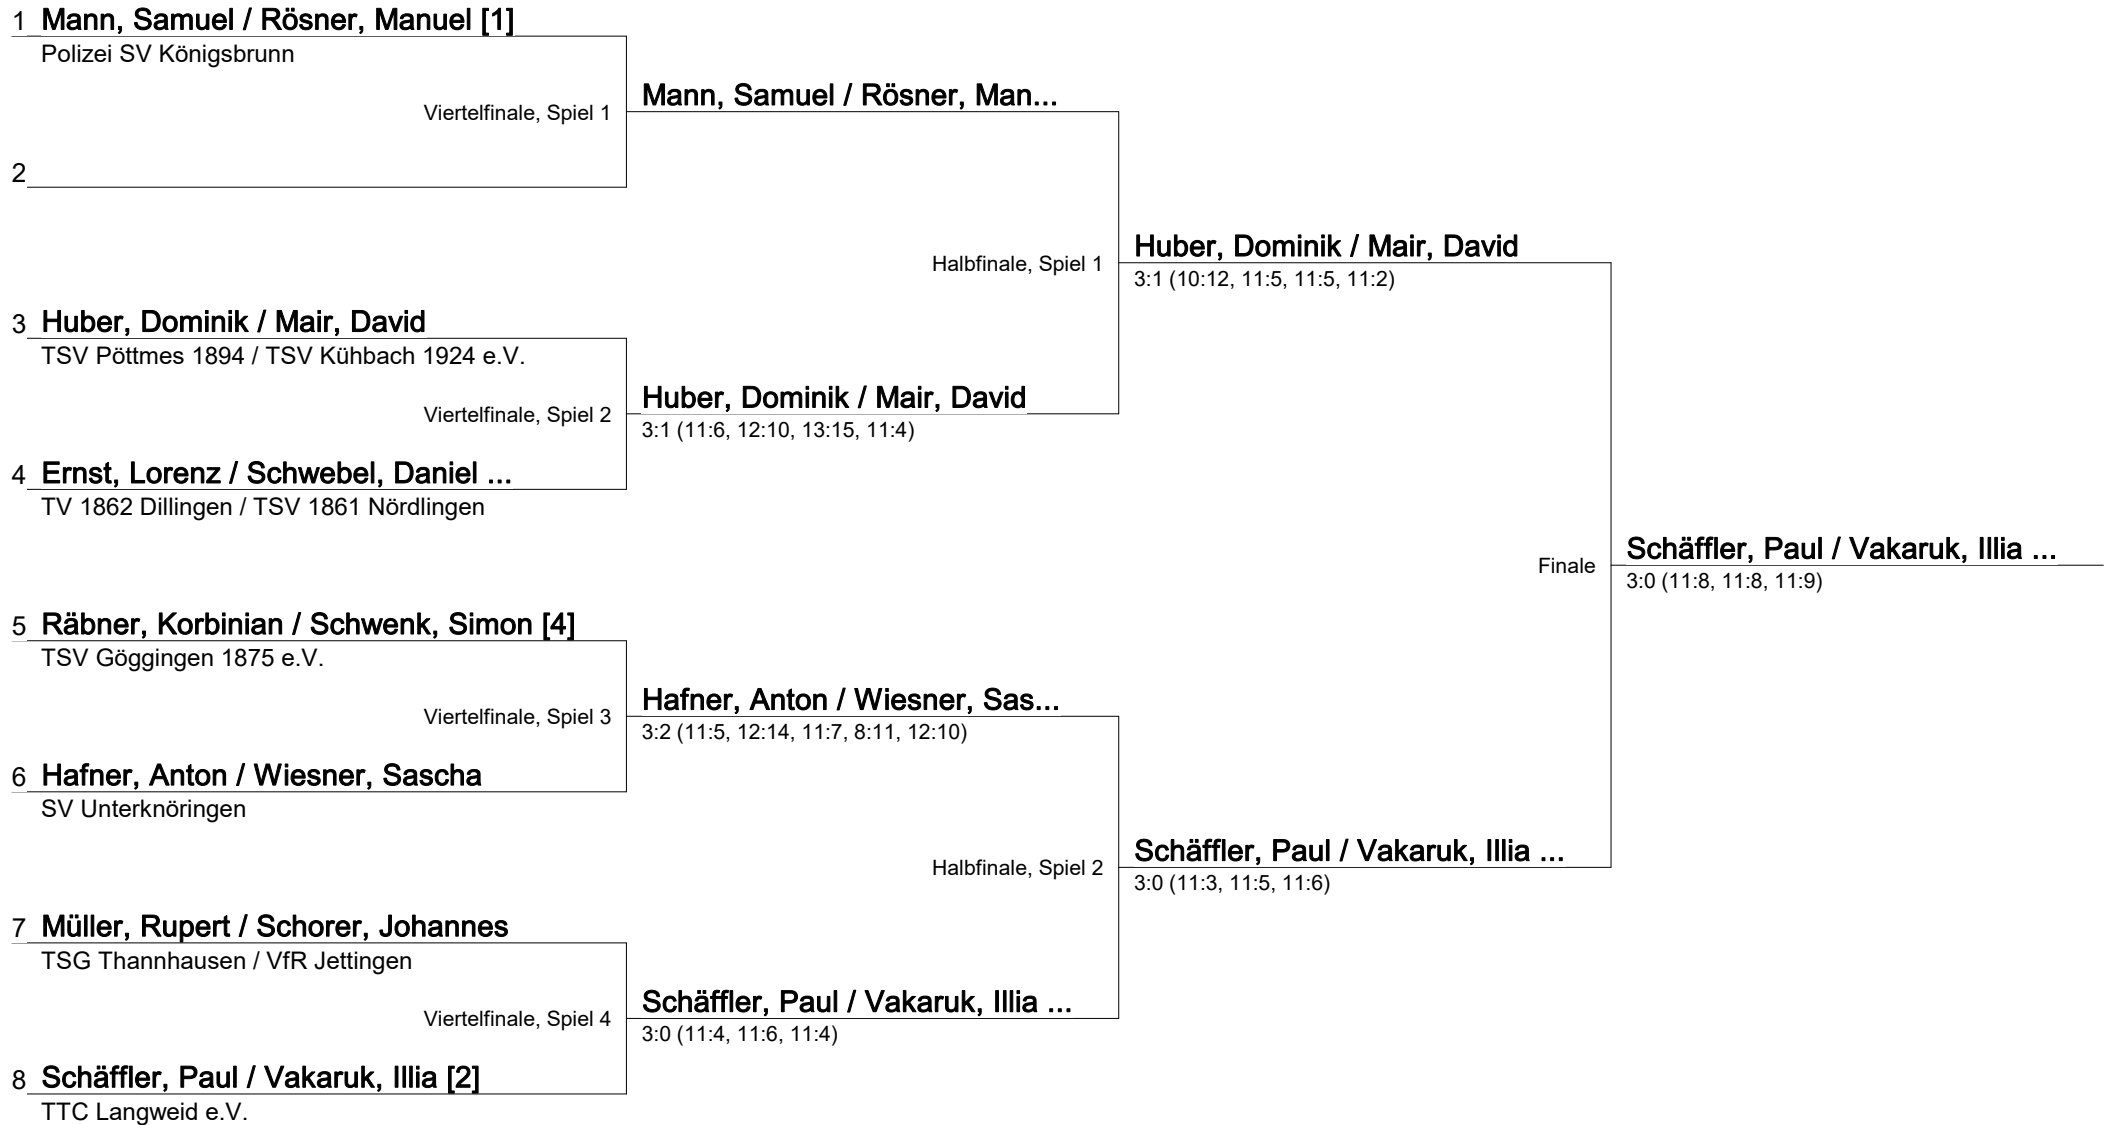 1 Mann, Samuel / Rösner, Manuel [1]
Polizei SV Königsbrunn
Viertelfinale, Spiel 1
2
3 Huber, Dominik / Mair, David
TSV Pöttmes 1894 / TSV Kühbach 1924 e.V.
Viertelfinale, Spiel 2
4 Ernst, Lorenz / Schwebel, Daniel ...
TV 1862 Dillingen / TSV 1861 Nördlingen
5 Räbner, Korbinian / Schwenk, Simon [4]
TSV Göggingen 1875 e.V.
Viertelfinale, Spiel 3
6 Hafner, Anton / Wiesner, Sascha
SV Unterknöringen
7 Müller, Rupert / Schorer, Johannes
TSG Thannhausen / VfR Jettingen
Viertelfinale, Spiel 4
8 Schäffler, Paul / Vakaruk, Illia [2]
TTC Langweid e.V.
Mann, Samuel / Rösner, Man...
Halbfinale, Spiel 1
Huber, Dominik / Mair, David
3:1 (11:6, 12:10, 13:15, 11:4)
Hafner, Anton / Wiesner, Sas...
3:2 (11:5, 12:14, 11:7, 8:11, 12:10)
Halbfinale, Spiel 2
Schäffler, Paul / Vakaruk, Illia ...
3:0 (11:4, 11:6, 11:4)
Huber, Dominik / Mair, David
3:1 (10:12, 11:5, 11:5, 11:2)
Finale
Schäffler, Paul / Vakaruk, Illia ...
3:0 (11:3, 11:5, 11:6)
Schäffler, Paul / Vakaruk, Illia ...
3:0 (11:8, 11:8, 11:9)